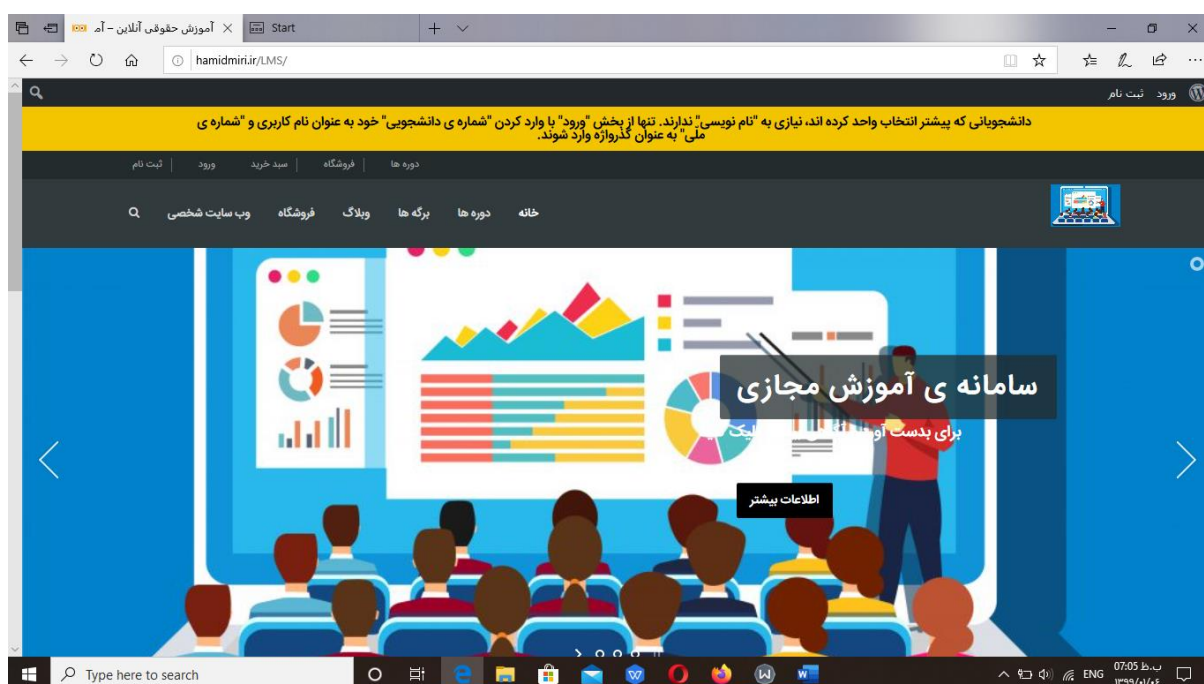 آموزش حقوقی آنلاین – آم
Start
hamidmiri.ir/LMS/
ورود ثبت نام
دانشجویانی که پیشتر انتخاب واحد کرده اند، نیازی به "نام نویسی" ندارند. تنها از بخش "ورود" با وارد کردن "شماره ی دانشجویی" خود به عنوان نام کاربری و "شماره ی
ملی" به عنوان گذرواژه وارد شوند.
دوره ها | فروشگاه | سبد خرید ورود | ثبت نام
خانه دوره ها برگه ها وبلاگ فروشگاه وب سایت شخصی
سامانه ی آموزش مجازی
برای بدست
اطلاعات بیشتر
Type here to search
ENG
07:05 ب.ظ
۱۳۹۹/۰۱/۰۶